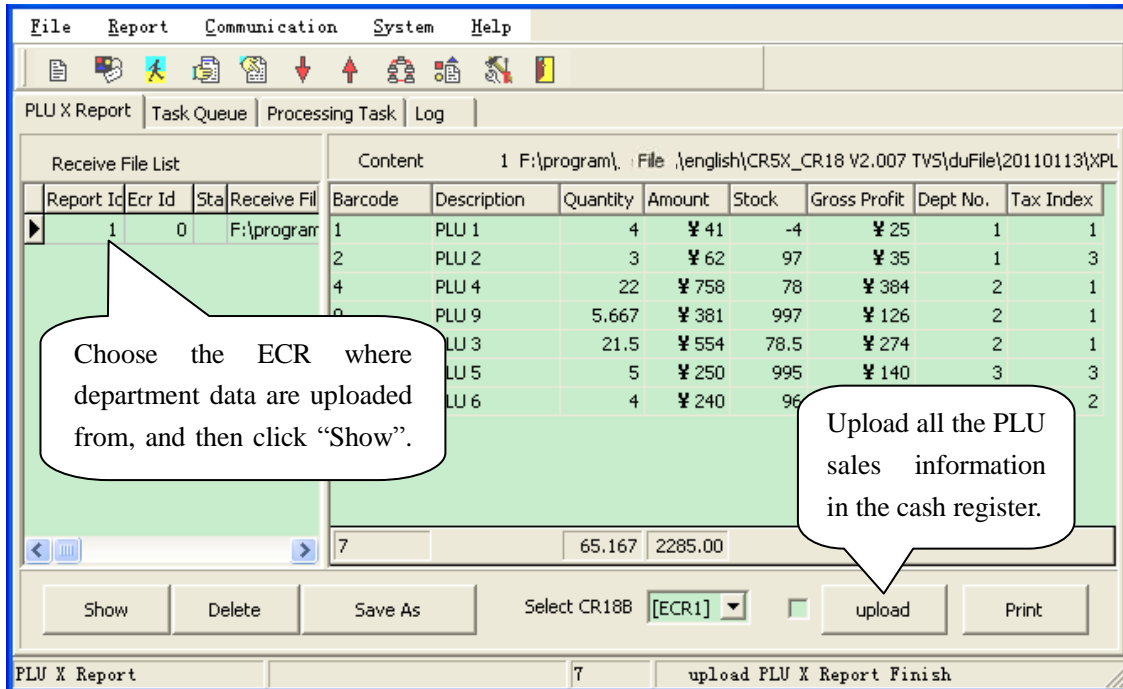 File Report Communication System Help
PLU X Report Task Queue Processing Task Log
Receive File List
Content 1 F:\program\. File .\english\CR5X_CR18 V2.007 TVS\duFile\20110113\XPL
Report Id Ecr Id Sta Receive Fil
1 0 F:\program
Barcode Description Quantity Amount Stock Gross Profit Dept No. Tax Index
1 PLU 1 4 ¥ 41 -4 ¥ 25 1 1
2 PLU 2 3 ¥ 62 97 ¥ 35 1 3
4 PLU 4 22 ¥ 758 78 ¥ 384 2 1
PLU 9 5.667 ¥ 381 997 ¥ 126 2 1
LU 3 21.5 ¥ 554 78.5 ¥ 274 2 1
LU 5 5 ¥ 250 995 ¥ 140 3 3
LU 6 4 ¥ 240 96 2
Choose the ECR where
department data are uploaded
from, and then click “Show”.
Upload all the PLU
sales information
in the cash register.
7 65.167 2285.00
Show Delete Save As Select CR18B [ECR1] upload Print
PLU X Report 7 upload PLU X Report Finish